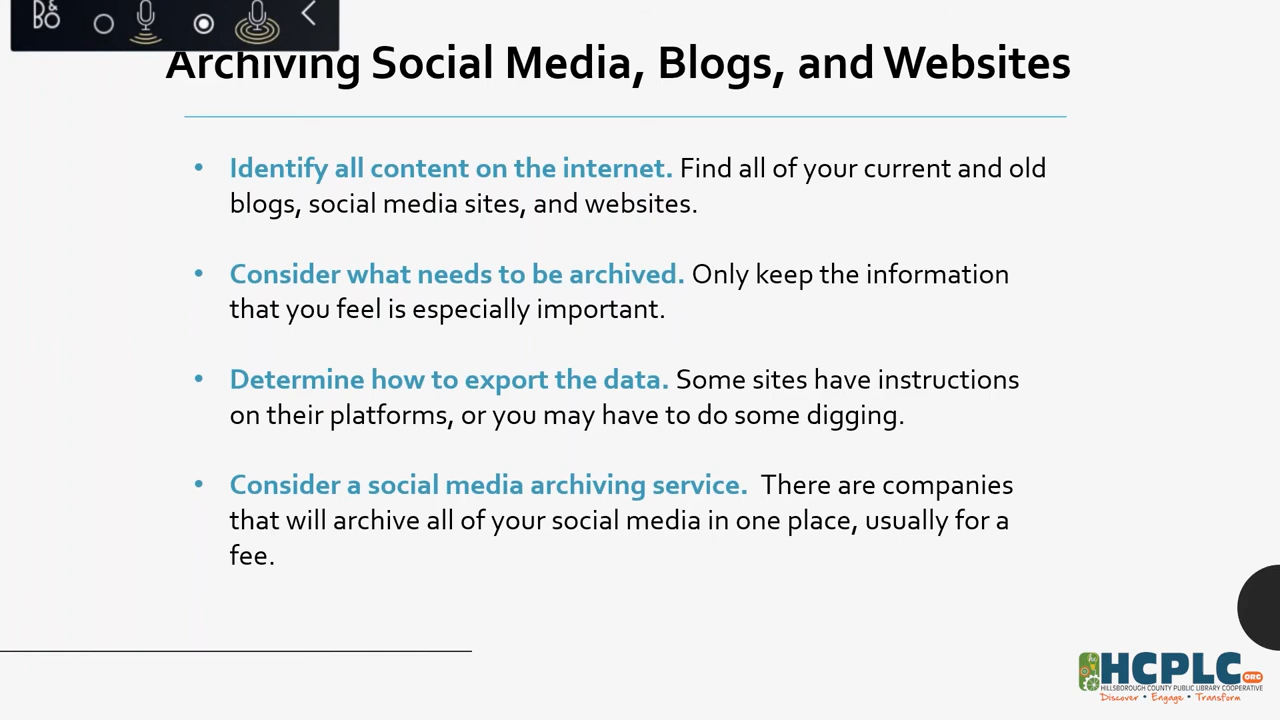 B&O
Archiving Social Media, Blogs, and Websites
• Identify all content on the internet. Find all of your current and old
blogs, social media sites, and websites.
• Consider what needs to be archived. Only keep the information
that you feel is especially important.
• Determine how to export the data. Some sites have instructions
on their platforms, or you may have to do some digging.
• Consider a social media archiving service.  There are companies
that will archive all of your social media in one place, usually for a
fee.
HCPLC.ORG
HILLSBOROUGH COUNTY PUBLIC LIBRARY COOPERATIVE
Discover • Engage • Transform